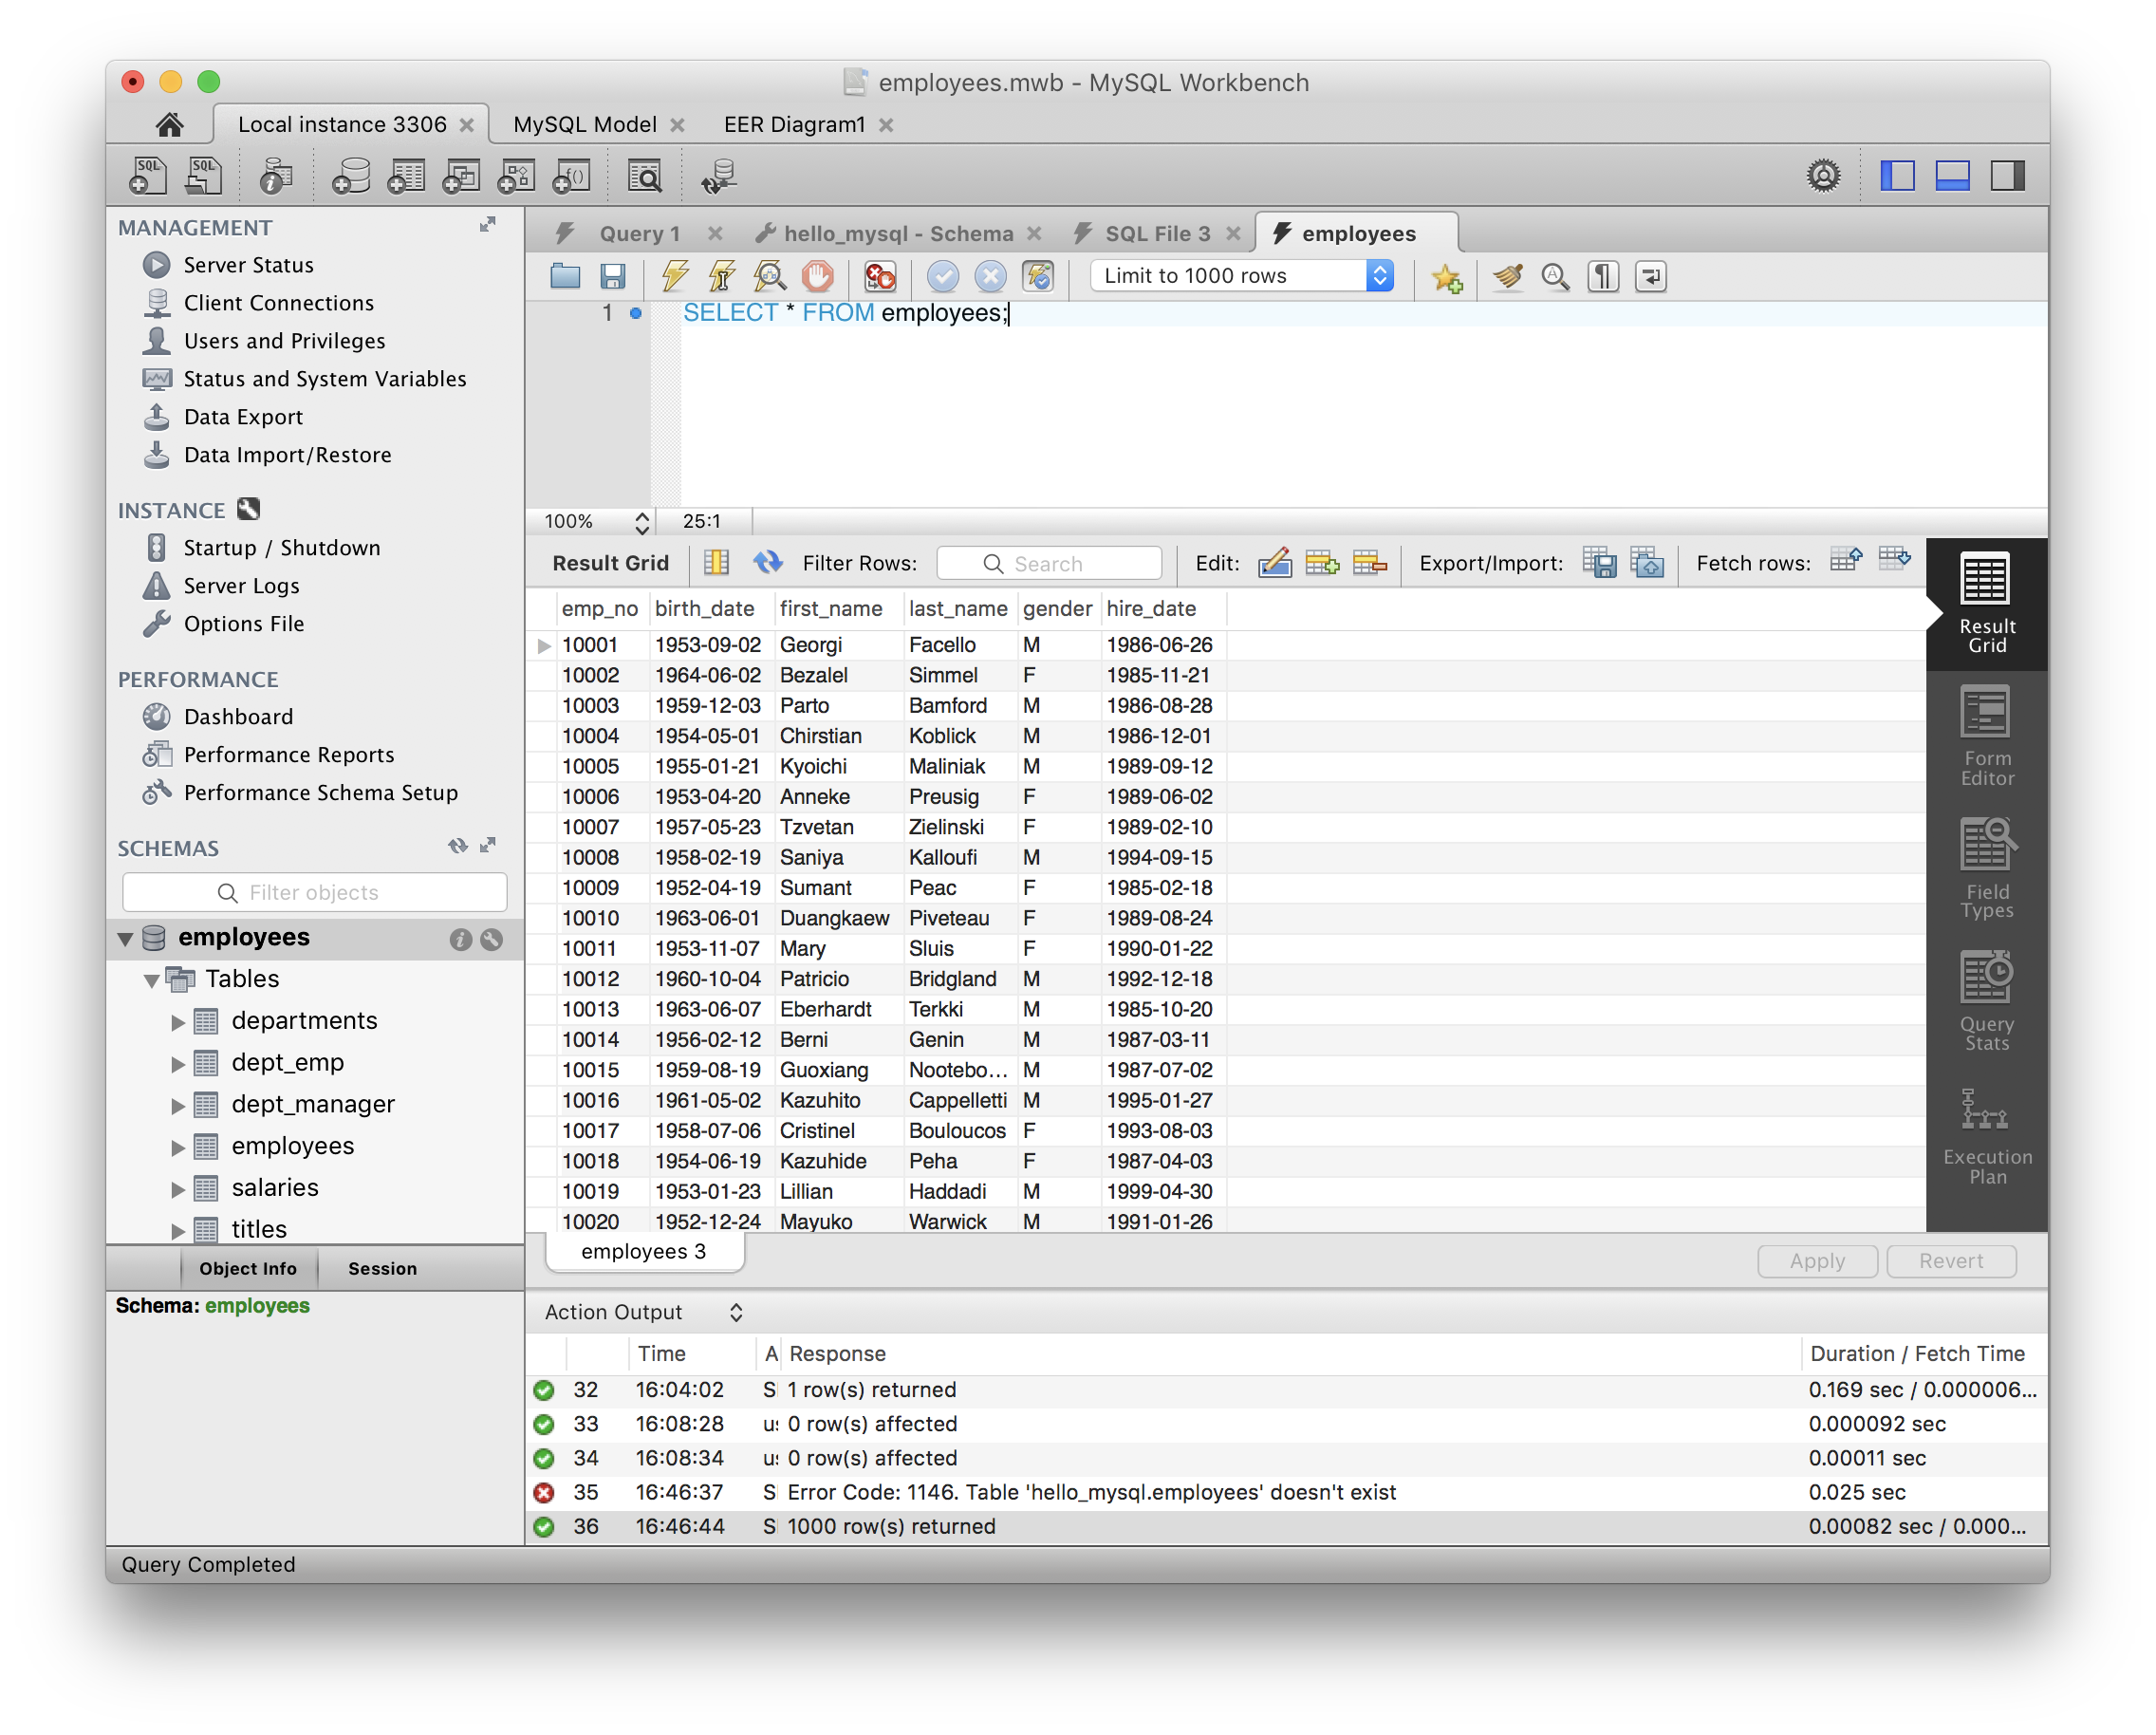 employees.mwb - MySQL Workbench
Local instance 3306 MySQL Model EER Diagram1
SQL SQL f()
MANAGEMENT
Server Status
Client Connections
Users and Privileges
Status and System Variables
Data Export
Data Import/Restore
INSTANCE
Startup / Shutdown
Server Logs
Options File
PERFORMANCE
Dashboard
Performance Reports
Performance Schema Setup
SCHEMAS
Filter objects
employees
Tables
departments
dept_emp
dept_manager
employees
salaries
titles
Object Info Session
Schema: employees
Query 1 hello_mysql - Schema SQL File 3 employees
Limit to 1000 rows
1 SELECT * FROM employees;
100% 25:1
Result Grid Filter Rows: Search Edit: Export/Import: Fetch rows:
emp_no birth_date first_name last_name gender hire_date
10001 1953-09-02 Georgi Facello M 1986-06-26
10002 1964-06-02 Bezalel Simmel F 1985-11-21
10003 1959-12-03 Parto Bamford M 1986-08-28
10004 1954-05-01 Chirstian Koblick M 1986-12-01
10005 1955-01-21 Kyoichi Maliniak M 1989-09-12
10006 1953-04-20 Anneke Preusig F 1989-06-02
10007 1957-05-23 Tzvetan Zielinski F 1989-02-10
10008 1958-02-19 Saniya Kalloufi M 1994-09-15
10009 1952-04-19 Sumant Peac F 1985-02-18
10010 1963-06-01 Duangkaew Piveteau F 1989-08-24
10011 1953-11-07 Mary Sluis F 1990-01-22
10012 1960-10-04 Patricio Bridgland M 1992-12-18
10013 1963-06-07 Eberhardt Terkki M 1985-10-20
10014 1956-02-12 Berni Genin M 1987-03-11
10015 1959-08-19 Guoxiang Nootebo... M 1987-07-02
10016 1961-05-02 Kazuhito Cappelletti M 1995-01-27
10017 1958-07-06 Cristinel Bouloucos F 1993-08-03
10018 1954-06-19 Kazuhide Peha F 1987-04-03
10019 1953-01-23 Lillian Haddadi M 1999-04-30
10020 1952-12-24 Mayuko Warwick M 1991-01-26
Result
Grid
Form
Editor
Field
Types
Query
Stats
Execution
Plan
employees 3 Apply Revert
Action Output
Time A Response Duration / Fetch Time
32 16:04:02 S 1 row(s) returned 0.169 sec / 0.000006...
33 16:08:28 us 0 row(s) affected 0.000092 sec
34 16:08:34 us 0 row(s) affected 0.00011 sec
35 16:46:37 S Error Code: 1146. Table 'hello_mysql.employees' doesn't exist 0.025 sec
36 16:46:44 S 1000 row(s) returned 0.00082 sec / 0.000...
Query Completed